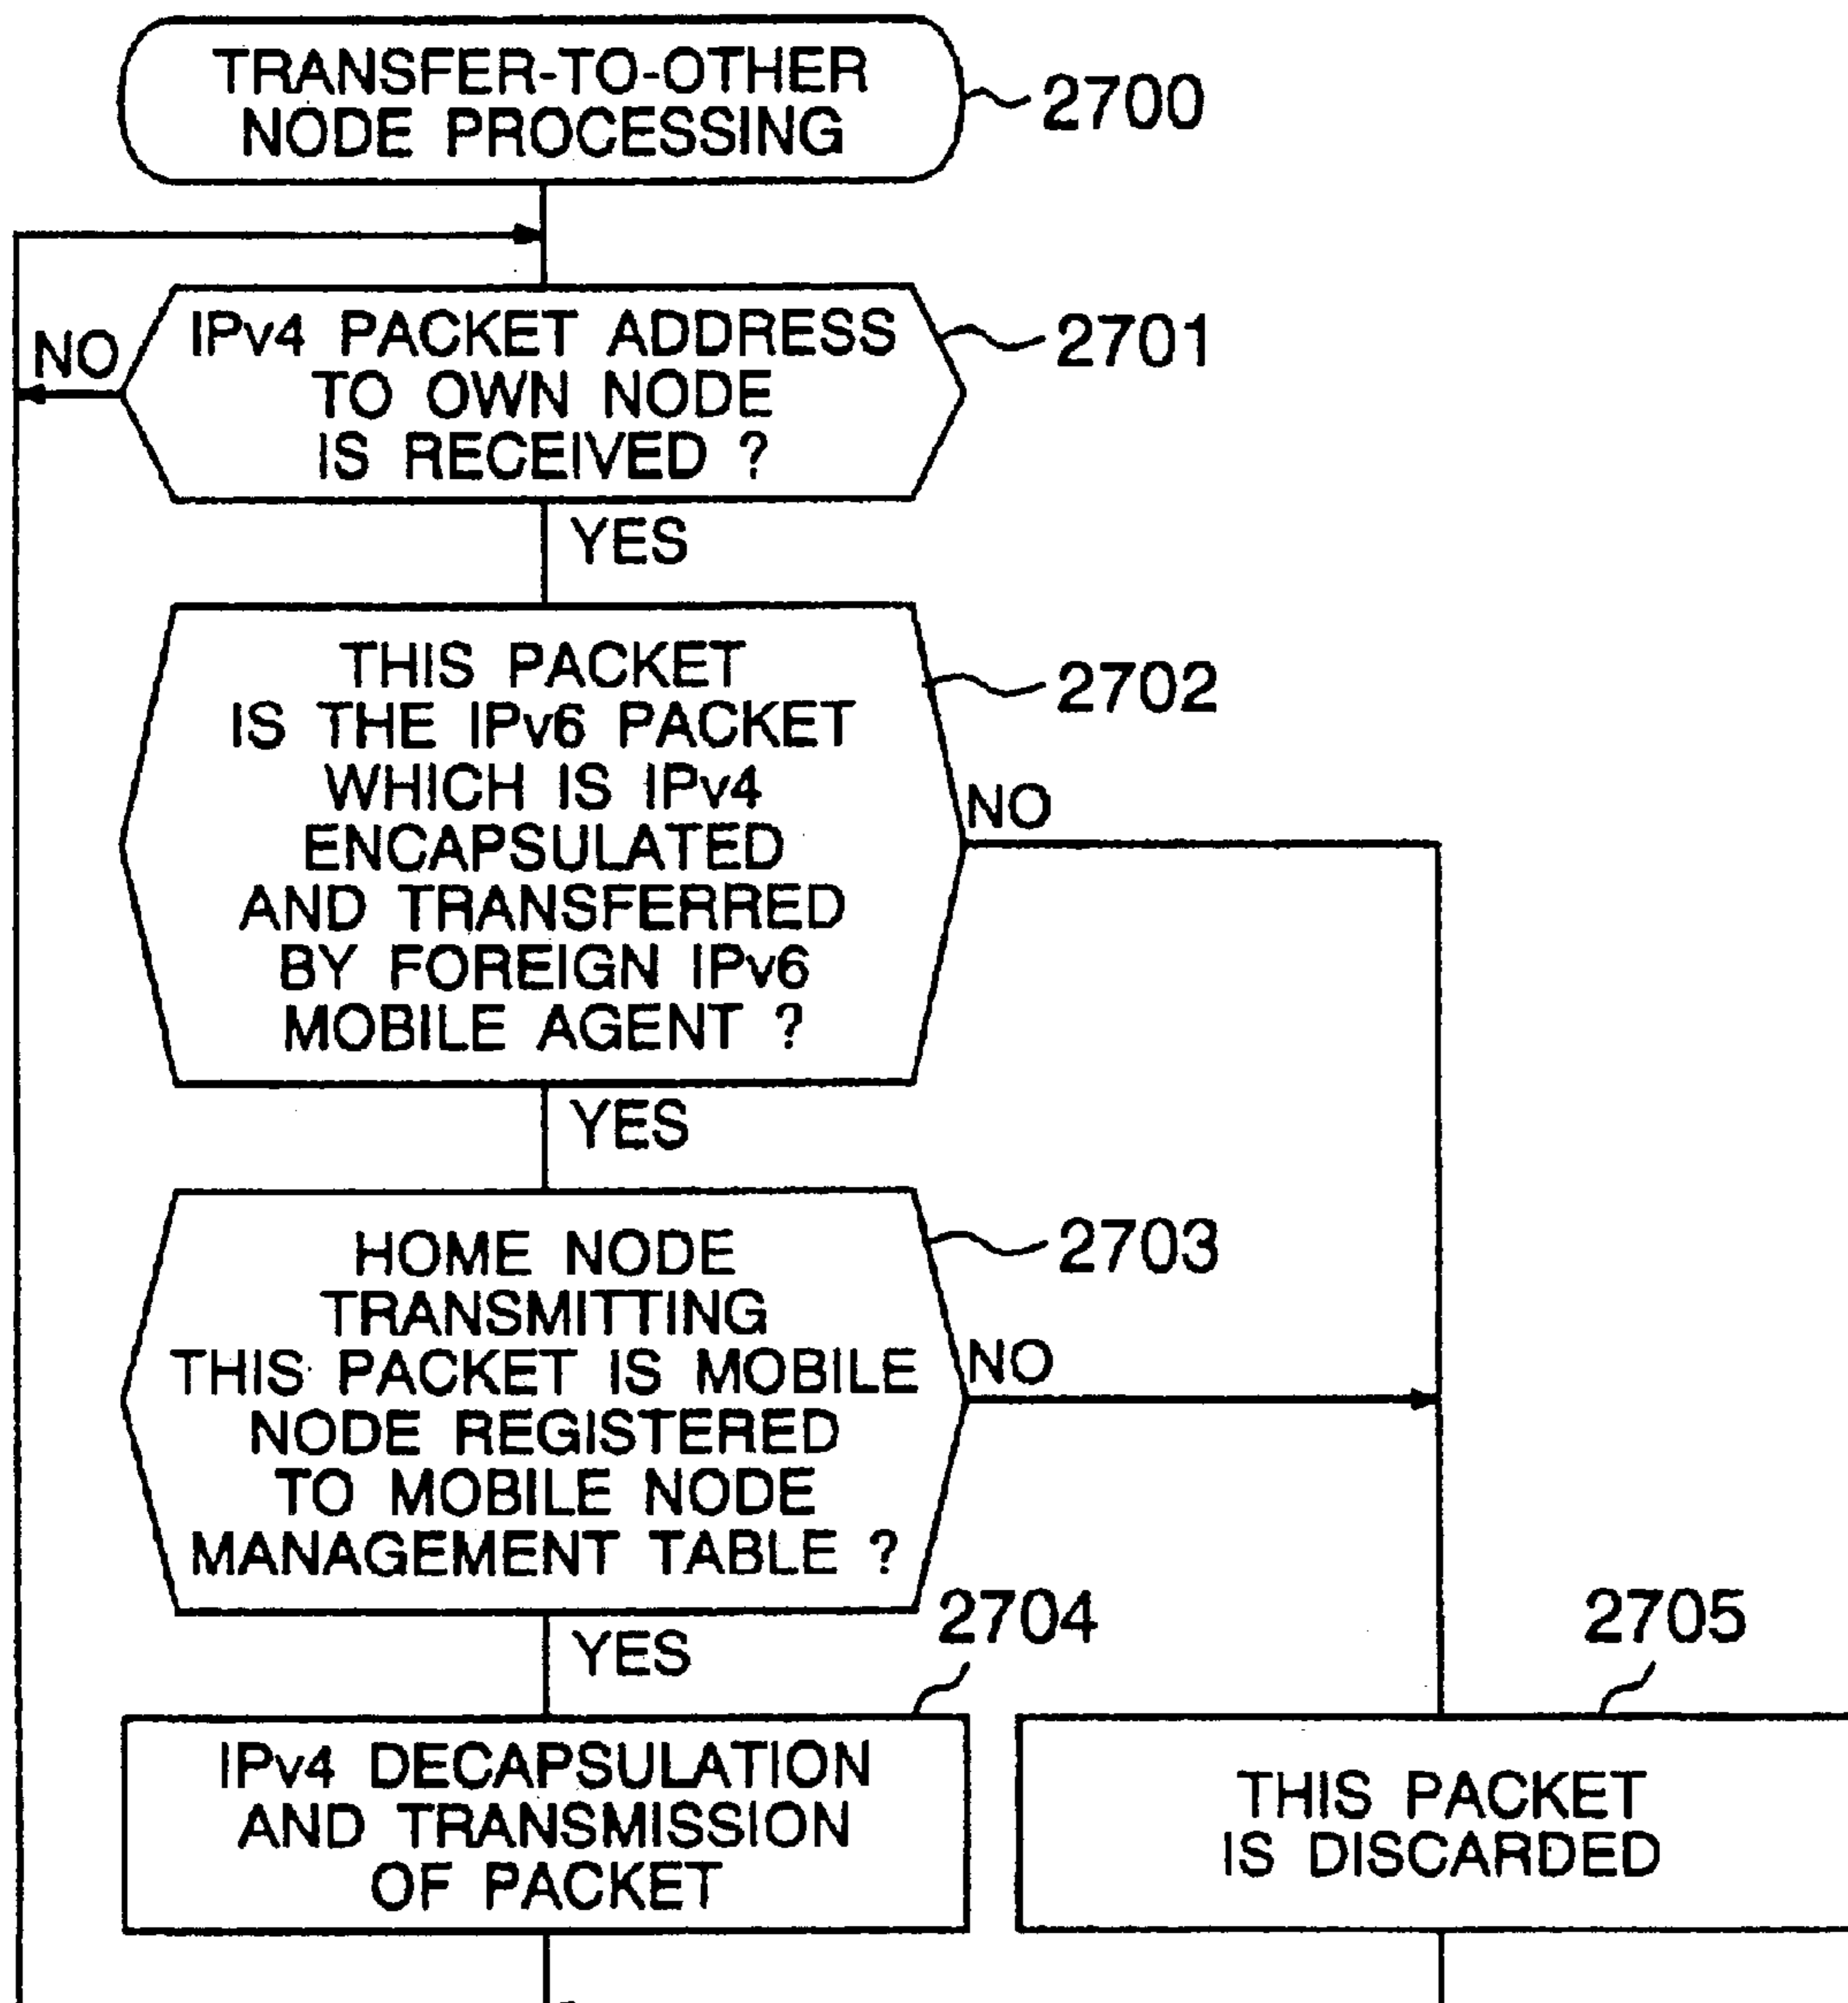 TRANSFER-TO-OTHER
NODE PROCESSING
2700
IPv4 PACKET ADDRESS
TO OWN NODE
IS RECEIVED ?
2701
NO
YES
THIS PACKET
IS THE IPv6 PACKET
WHICH IS IPv4
ENCAPSULATED
AND TRANSFERRED
BY FOREIGN IPv6
MOBILE AGENT ?
2702
NO
YES
HOME NODE
TRANSMITTING
THIS PACKET IS MOBILE
NODE REGISTERED
TO MOBILE NODE
MANAGEMENT TABLE ?
2703
NO
YES
2704
IPv4 DECAPSULATION
AND TRANSMISSION
OF PACKET
2705
THIS PACKET
IS DISCARDED